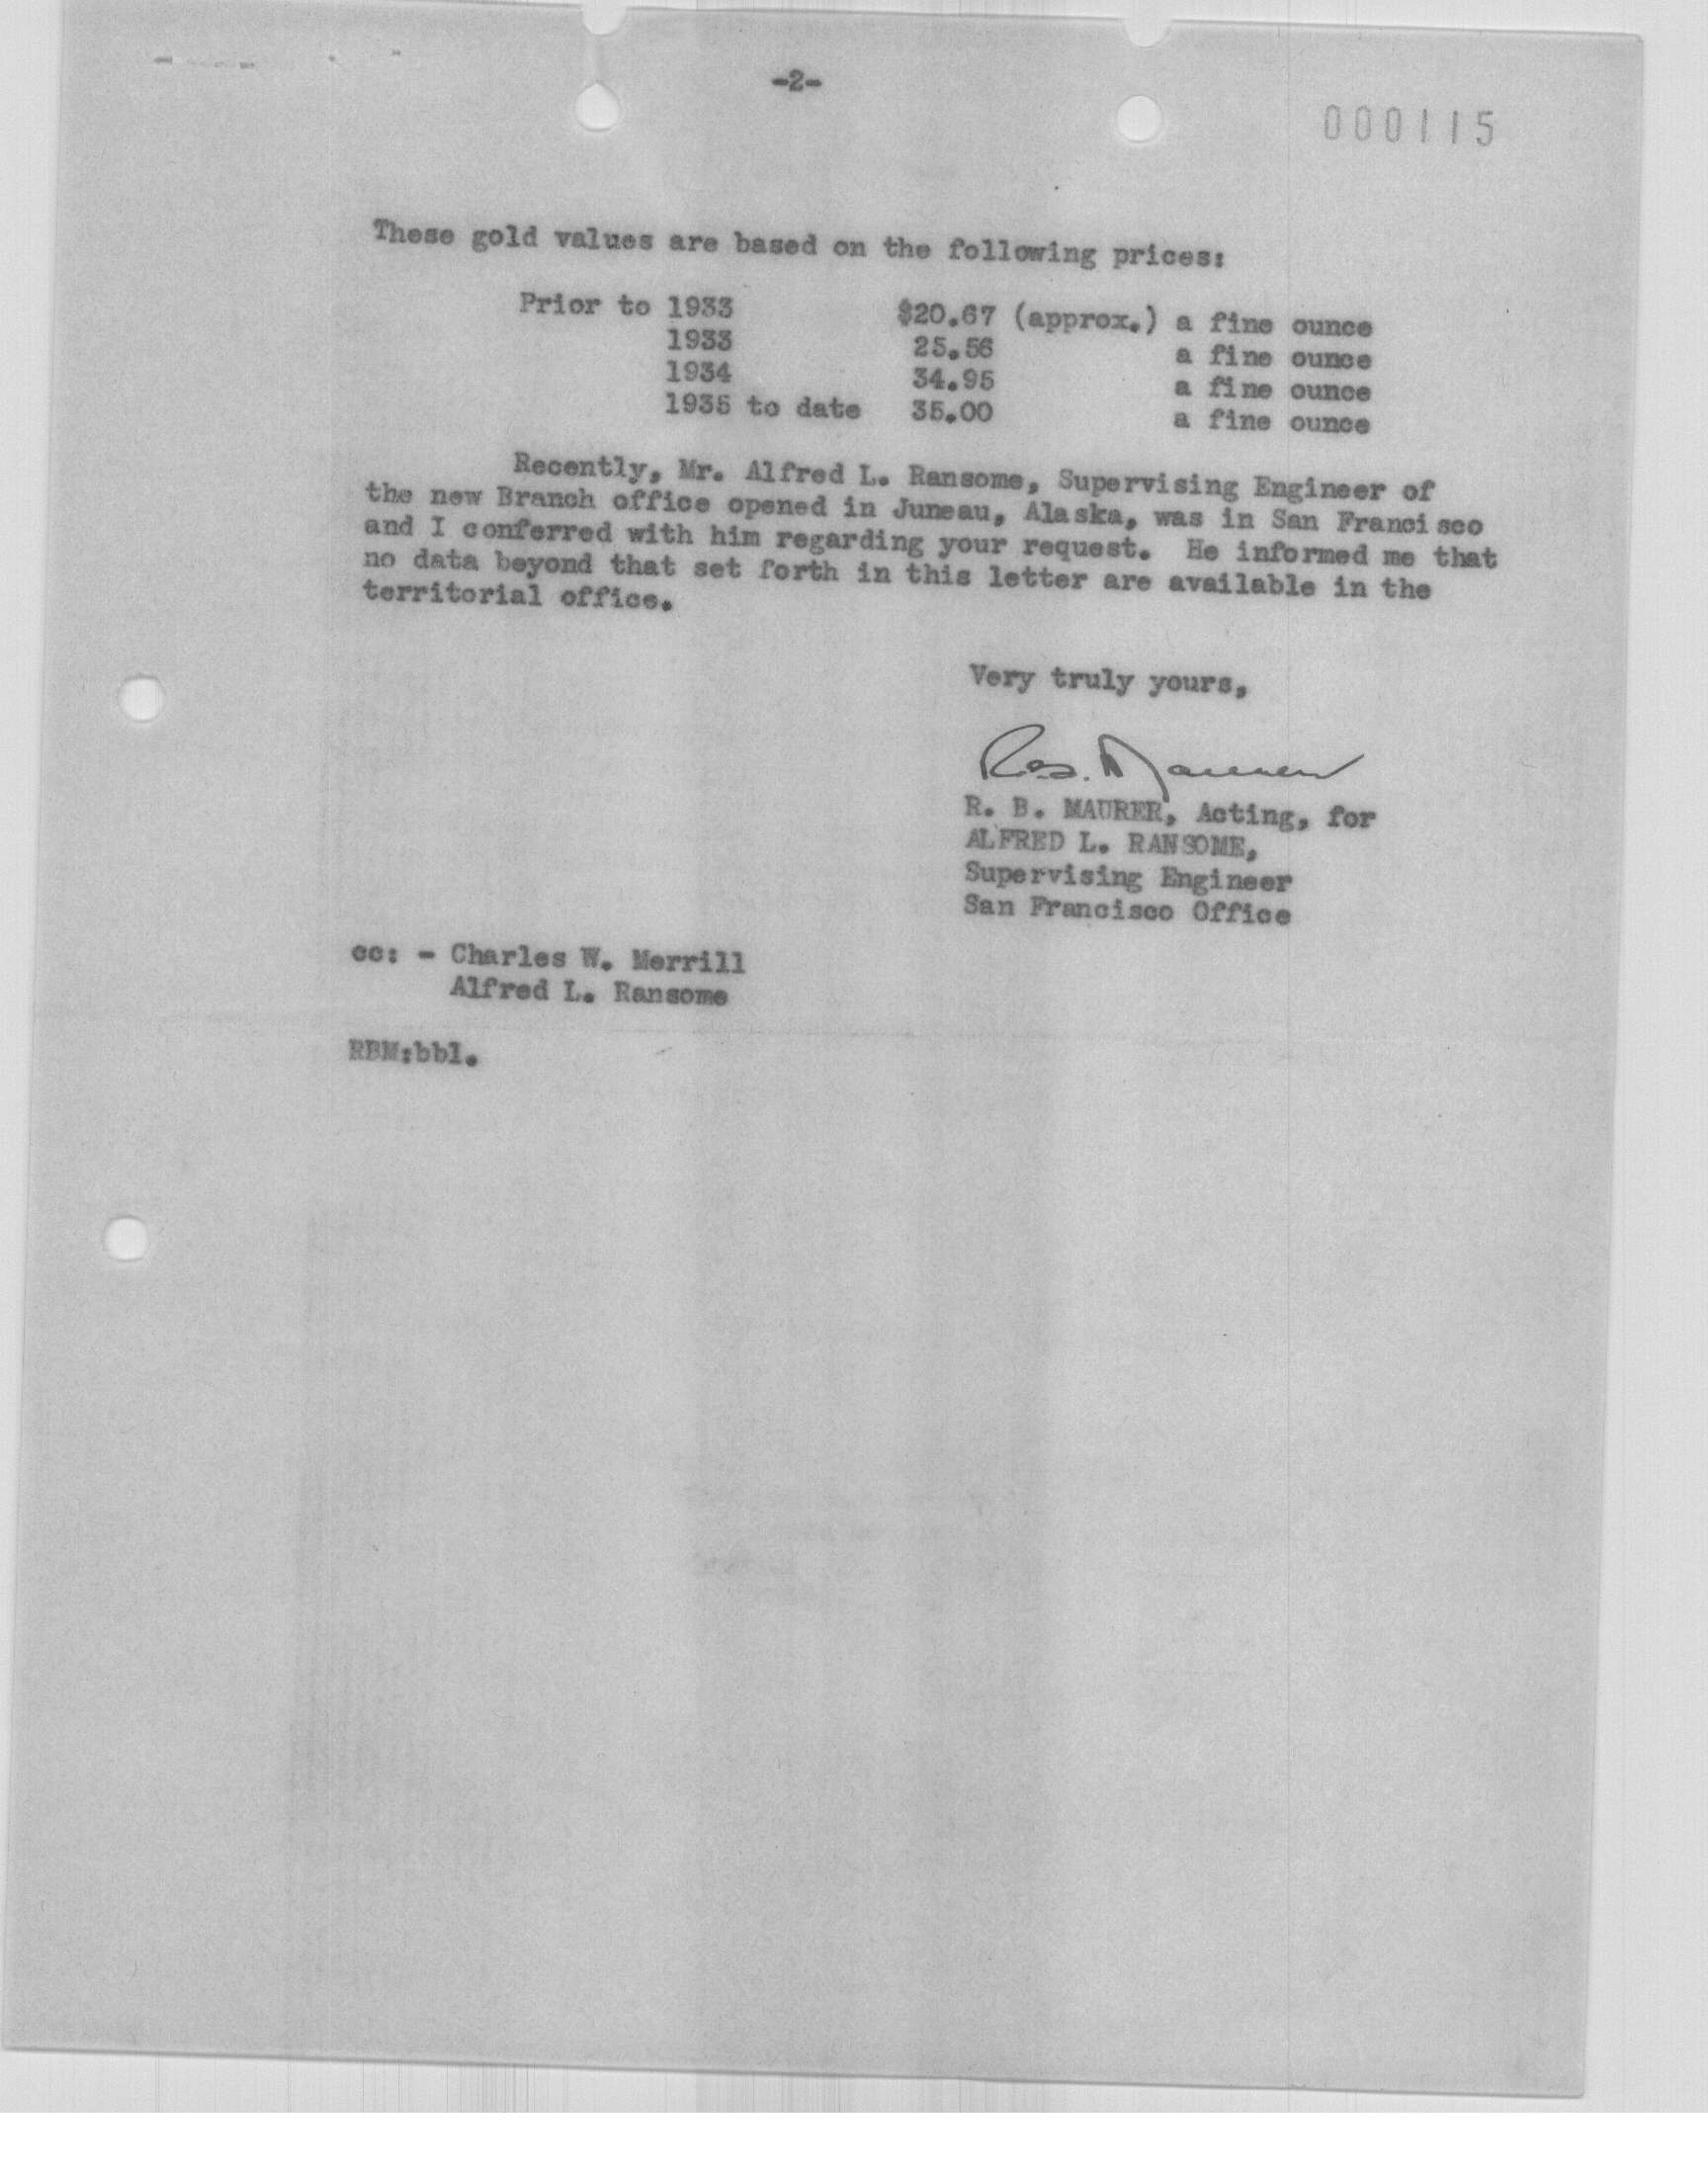 -2-
000115
These gold values are based on the following prices:
Prior to 1933 $20.67 (approx.) a fine ounce
1933 25.56 a fine ounce
1934 34.95 a fine ounce
1935 to date 35.00 a fine ounce
Recently, Mr. Alfred L. Ransome, Supervising Engineer of
the new Branch office opened in Juneau, Alaska, was in San Francisco
and I conferred with him regarding your request. He informed me that
no data beyond that set forth in this letter are available in the
territorial office.
Very truly yours,
R. B. MAURER, Acting, for
ALFRED L. RANSOME,
Supervising Engineer
San Francisco Office
cc: - Charles W. Merrill
Alfred L. Ransome
RBM:bbl.